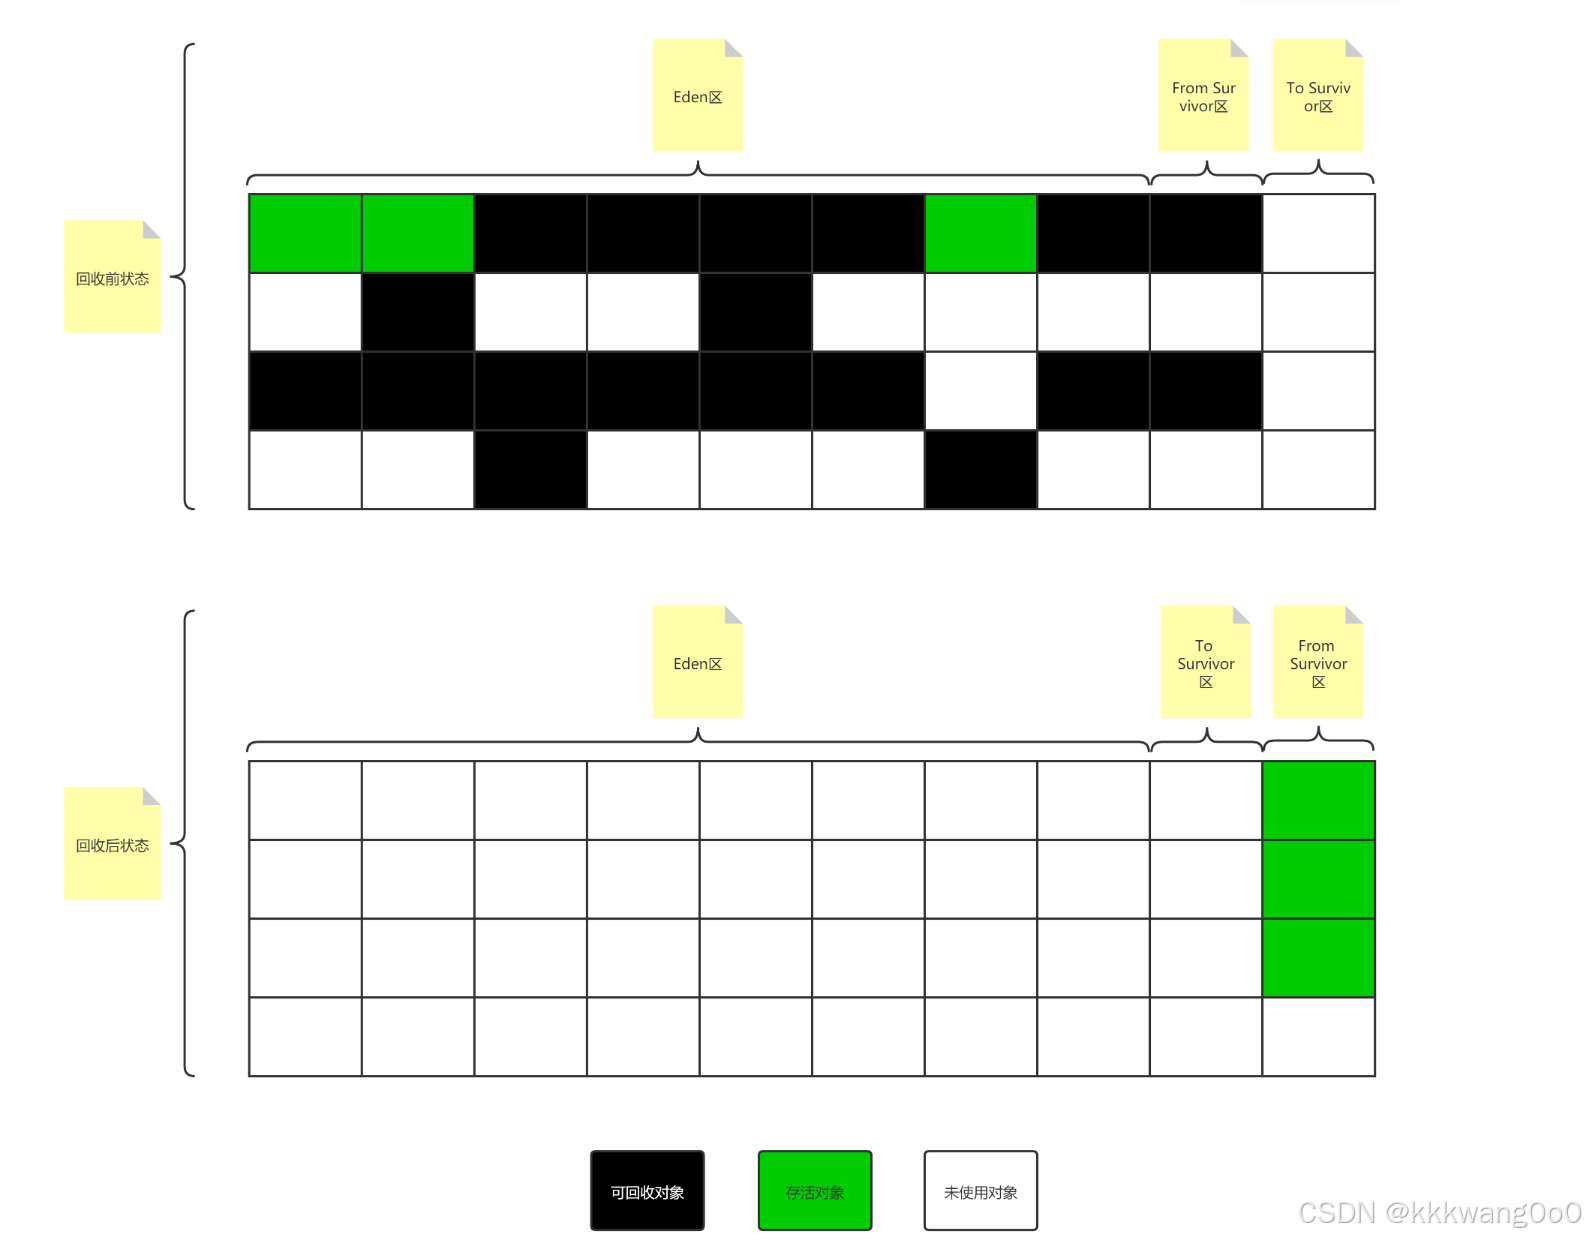 Eden区
From Sur
vivor区
To Surviv
or区
回收前状态
Eden区
To
Survivor
区
From
Survivor
区
回收后状态
可回收对象
存活对象
未使用对象
CSDN @kkkwang0o0